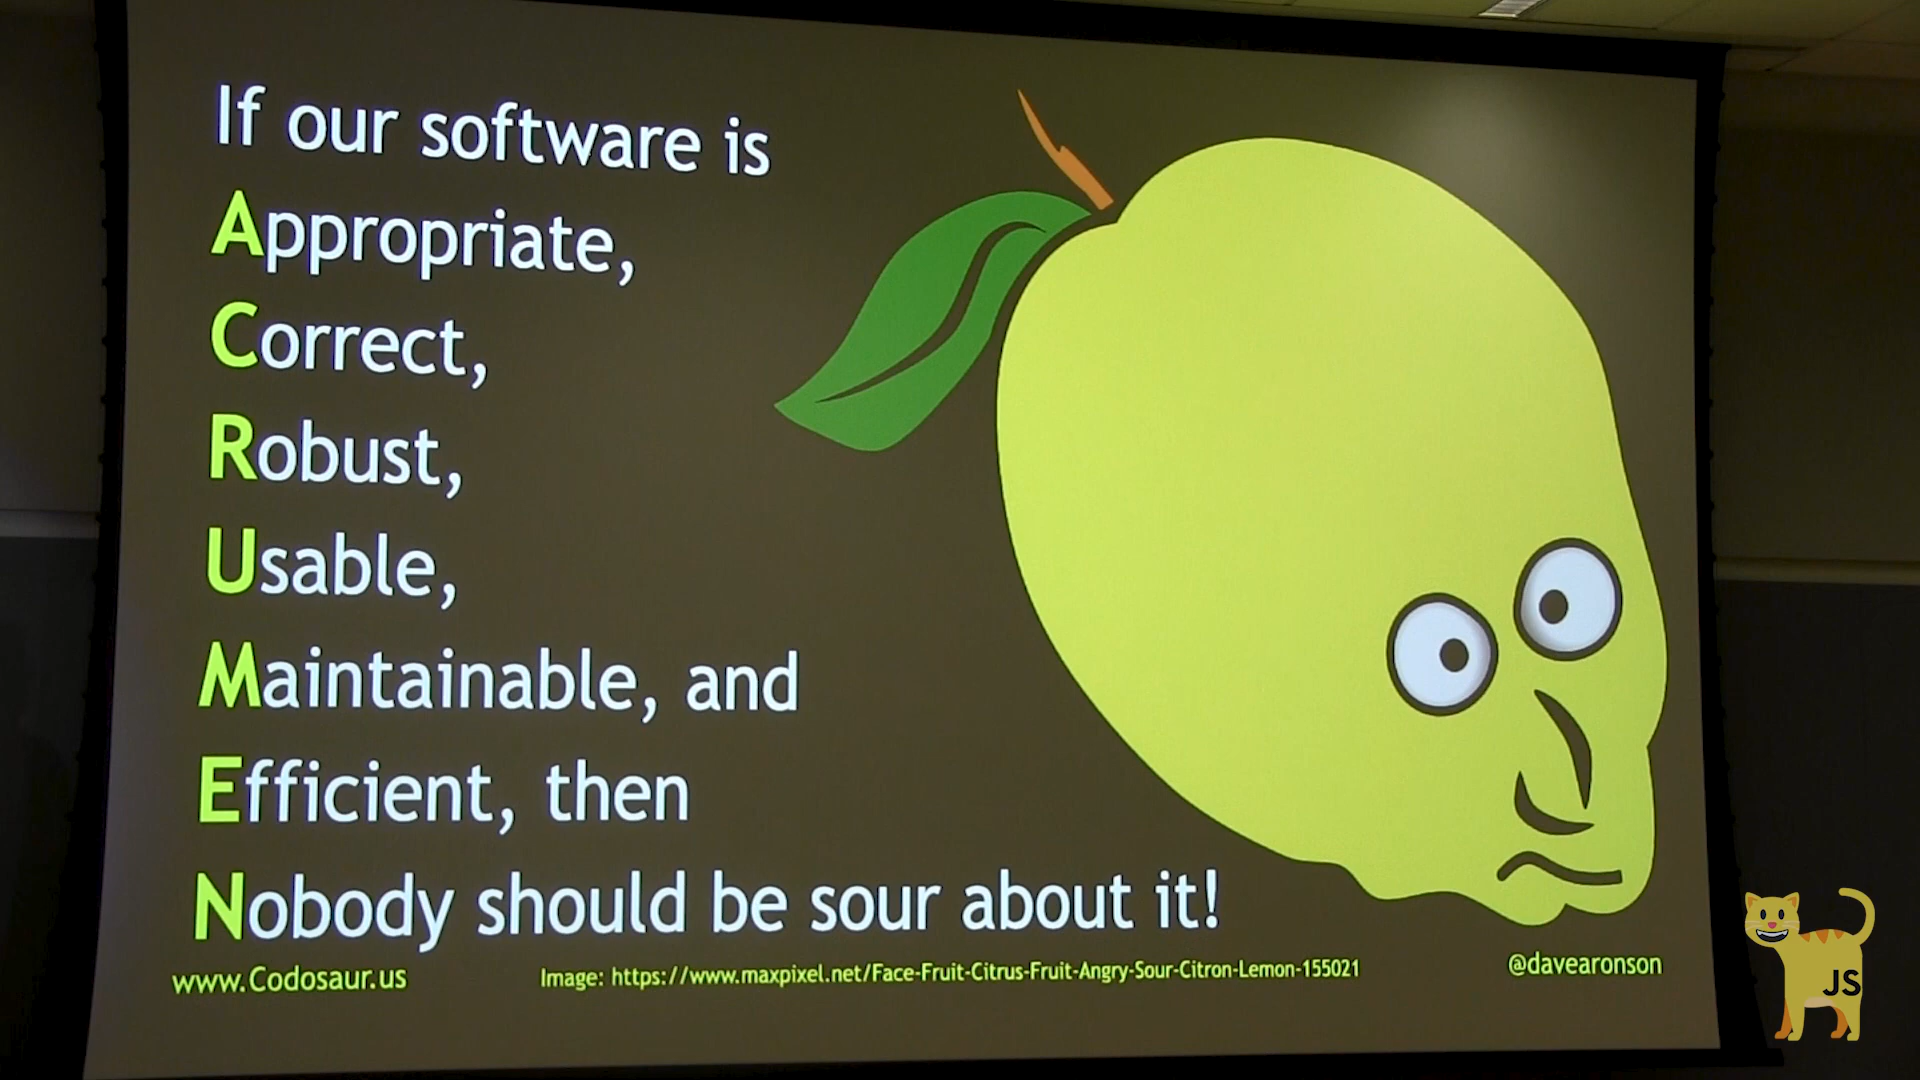 If our software is
Appropriate,
Correct,
Robust,
Usable,
Maintainable, and
Efficient, then
Nobody should be sour about it!
www.Codosaur.us
Image: https://www.maxpixel.net/Face-Fruit-Citrus-Fruit-Angry-Sour-Citron-Lemon-155021
@davearonson
JS